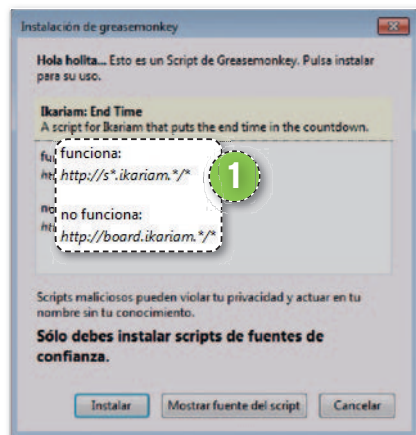 Instalación de greasemonkey
Hola holita... Esto es un Script de Greasemonkey. Pulsa instalar
para su uso.
Ikariam: End Time
A script for Ikariam that puts the end time in the countdown.
funciona:
http://s*.ikariam.*/*
1
no funciona:
http://board.ikariam.*/*
Scripts maliciosos pueden violar tu privacidad y actuar en tu
nombre sin tu conocimiento.
Sólo debes instalar scripts de fuentes de
confianza.
Instalar Mostrar fuente del script Cancelar